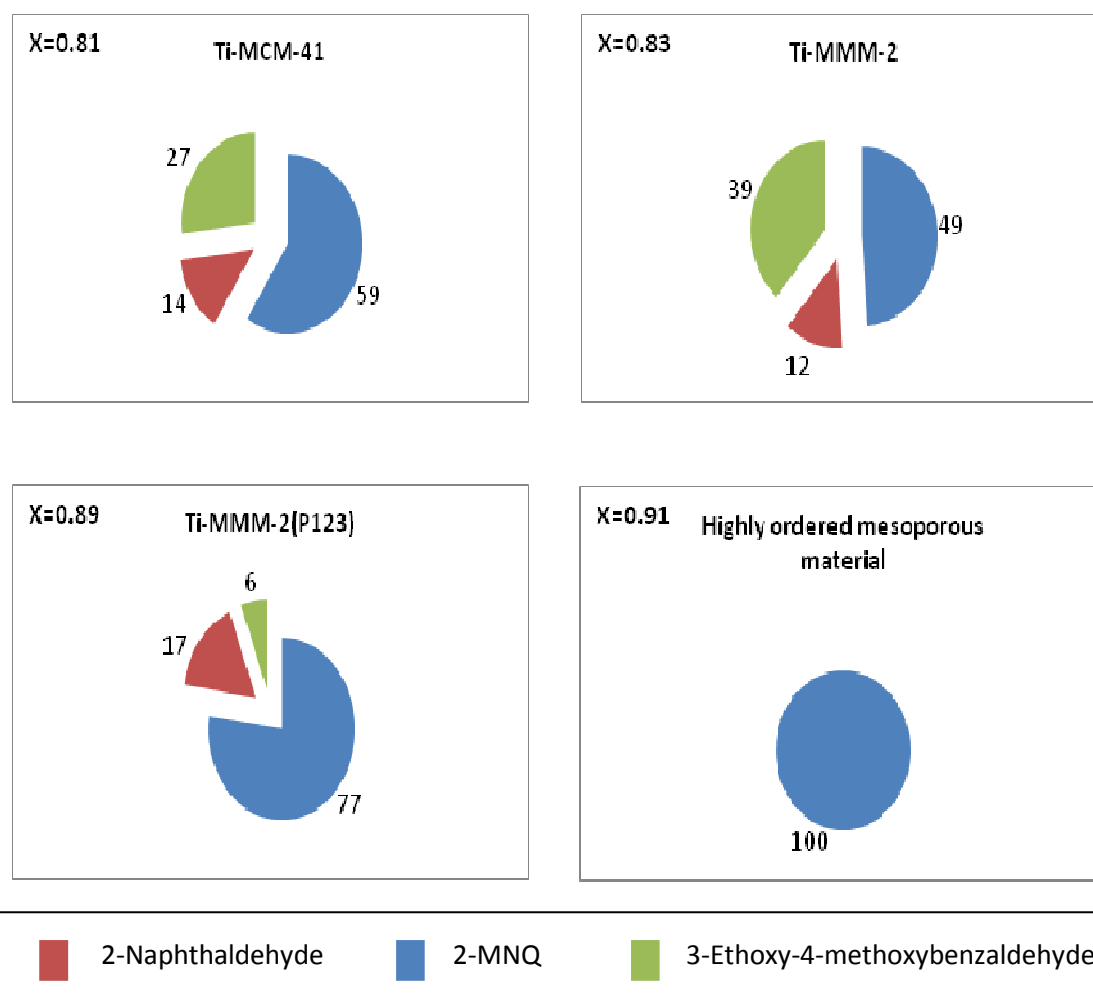 X=0.81
Ti-MCM-41
27
14
59
X=0.83
Ti-MMM-2
39
49
12
X=0.89
Ti-MMM-2(P123)
6
17
77
X=0.91
Highly ordered mesoporous
material
100
2-Naphthaldehyde
2-MNQ
3-Ethoxy-4-methoxybenzaldehyde